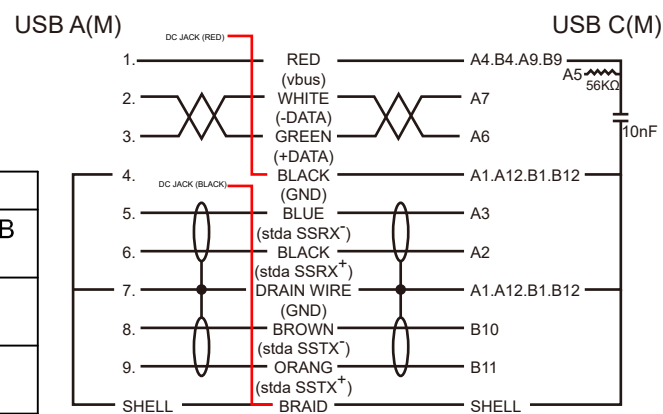 USB A(M) USB C(M)
DC JACK (RED)
1. RED A4.B4.A9.B9
(vbus) A5 56KΩ
2. WHITE A7
(-DATA)
3. GREEN A6 10nF
(+DATA)
4. BLACK A1.A12.B1.B12
DC JACK (BLACK) (GND)
B
5. BLUE A3
(stda SSRX-)
6. BLACK A2
(stda SSRX+)
7. DRAIN WIRE A1.A12.B1.B12
(GND)
8. BROWN B10
(stda SSTX-)
9. ORANG B11
(stda SSTX+)
SHELL BRAID SHELL